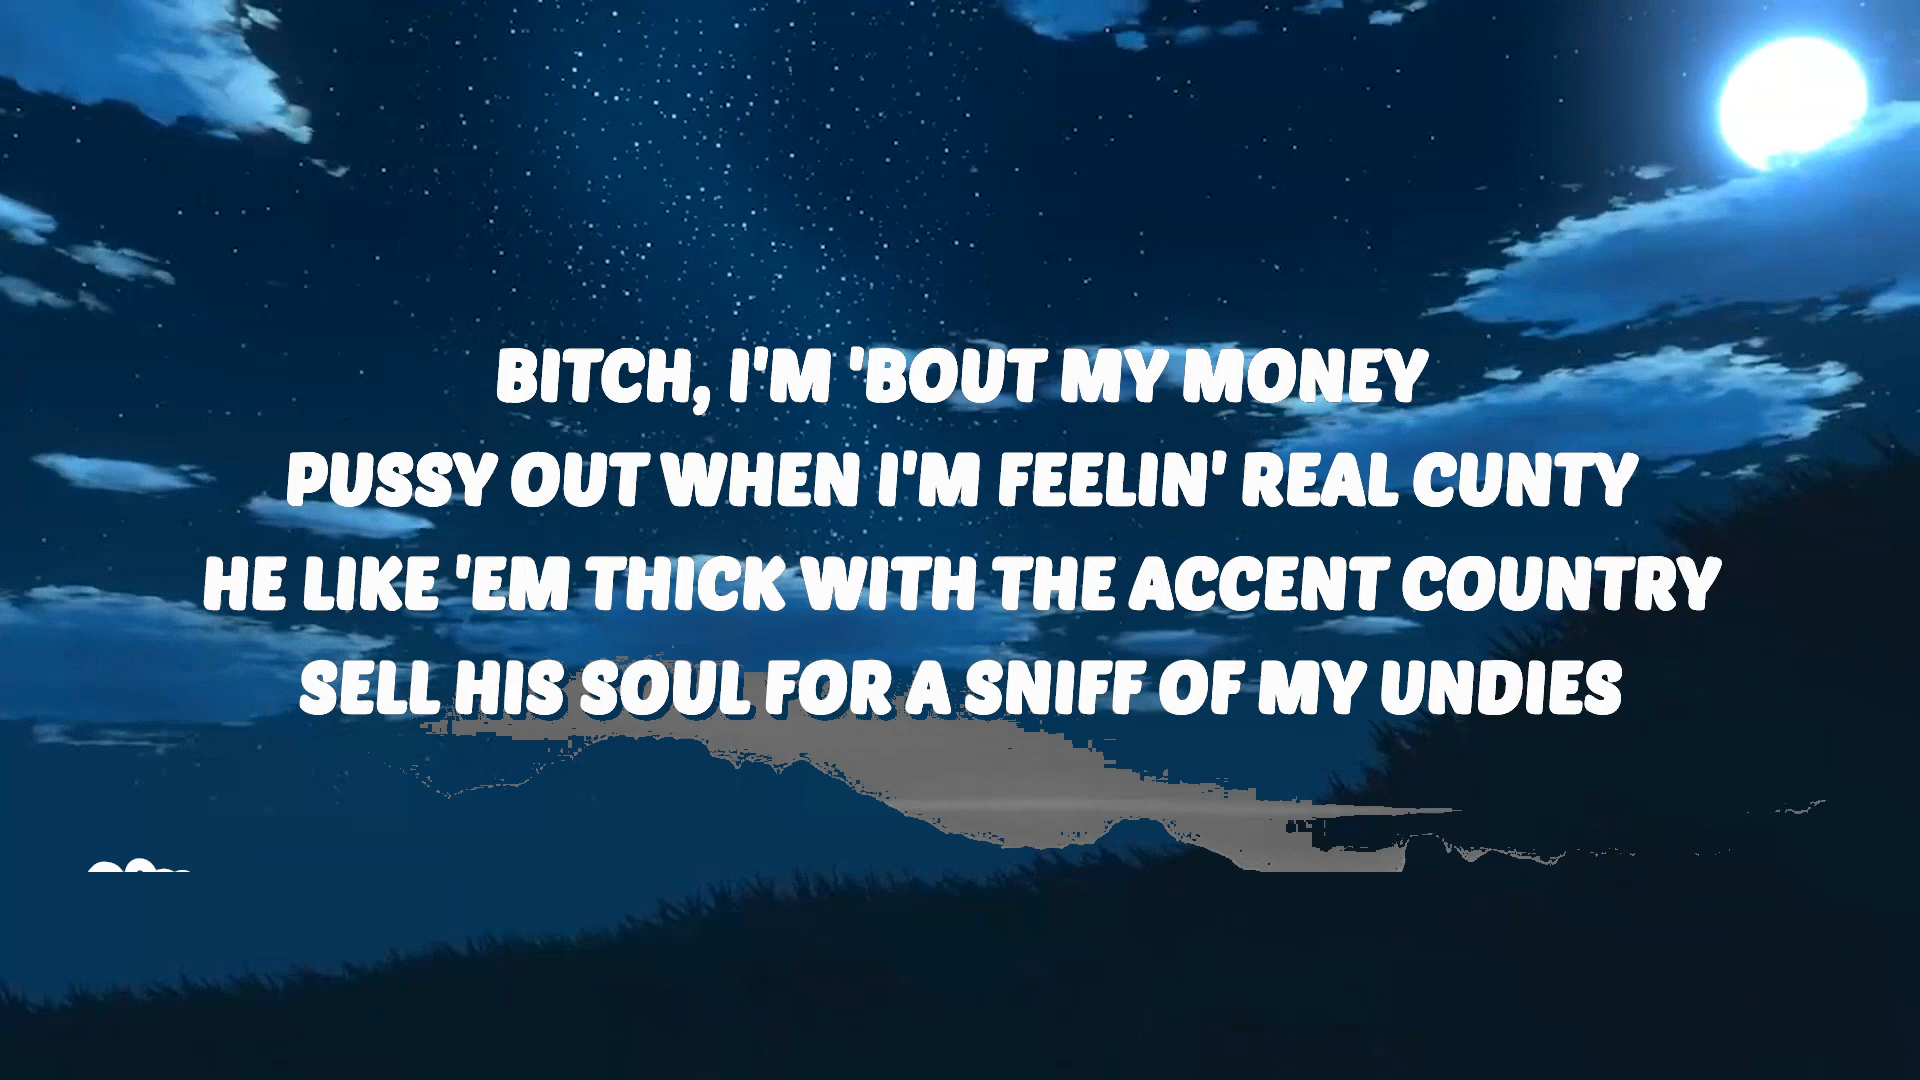 BITCH, I'M 'BOUT MY MONEY
PUSSY OUT WHEN I'M FEELIN' REAL CUNTY
HE LIKE 'EM THICK WITH THE ACCENT COUNTRY
SELL HIS SOUL FOR A SNIFF OF MY UNDIES